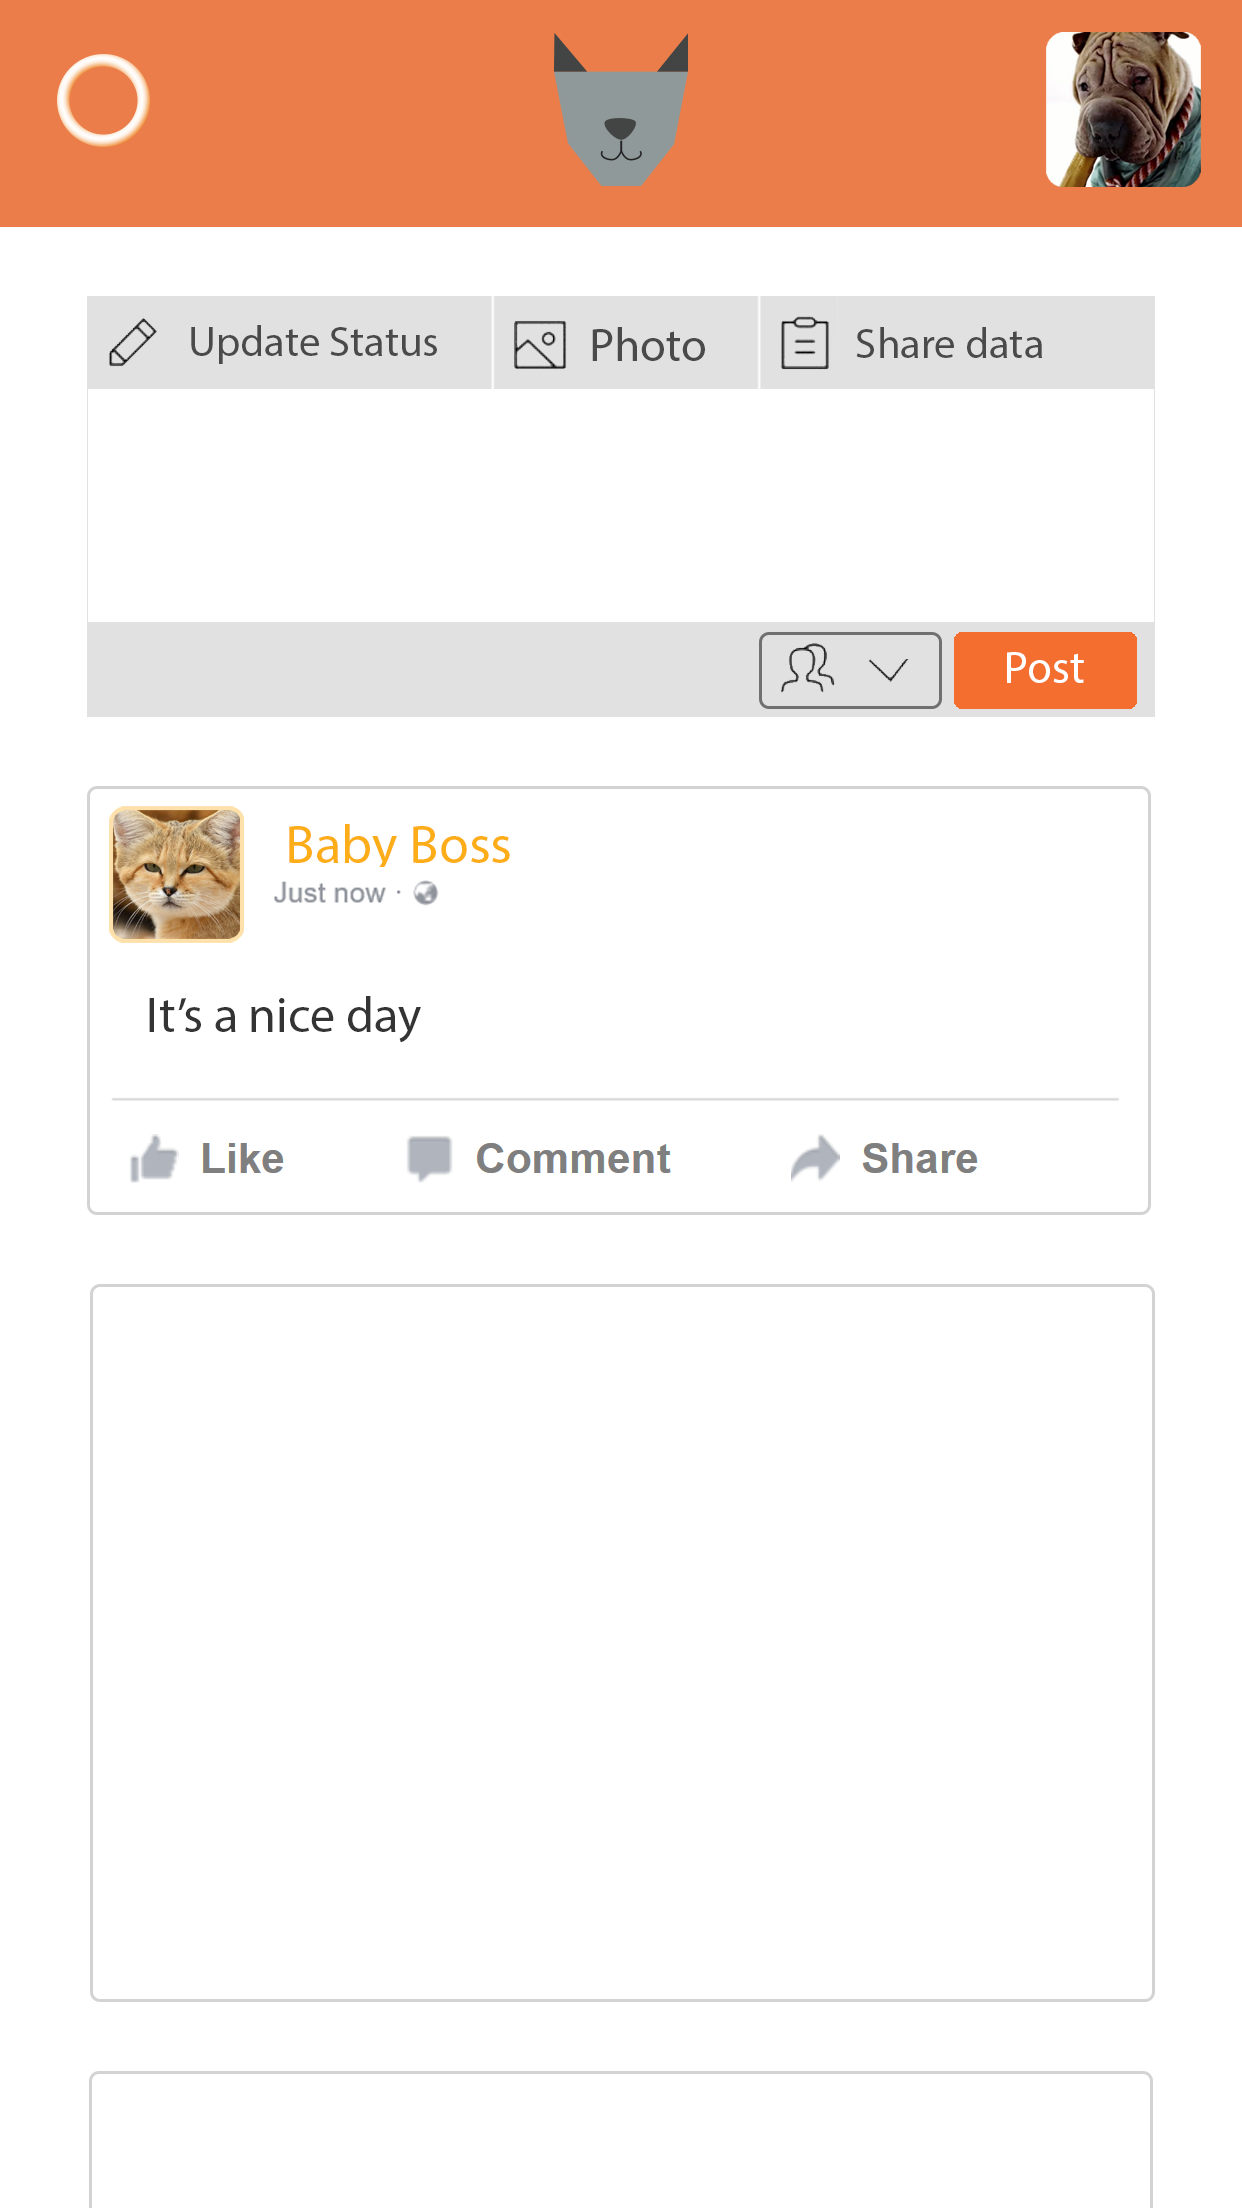 Update Status
Photo
Share data
Post
Baby Boss
Just now ·
It’s a nice day
Like
Comment
Share